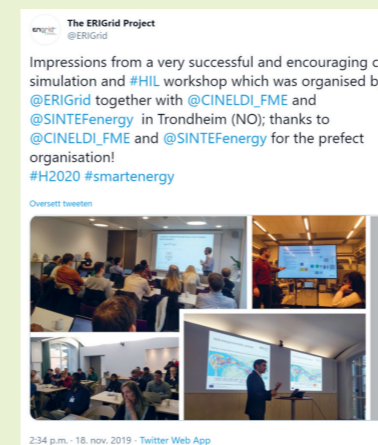 The ERIGrid Project
@ERIGrid
Impressions from a very successful and encouraging c
simulation and #HIL workshop which was organised b
@ERIGrid together with @CINELDI_FME and
@SINTEFenergy in Trondheim (NO); thanks to
@CINELDI_FME and @SINTEFenergy for the prefect
organisation!
#H2020 #smartenergy
Oversett tweeten
2:34 p.m. · 18. nov. 2019 · Twitter Web App